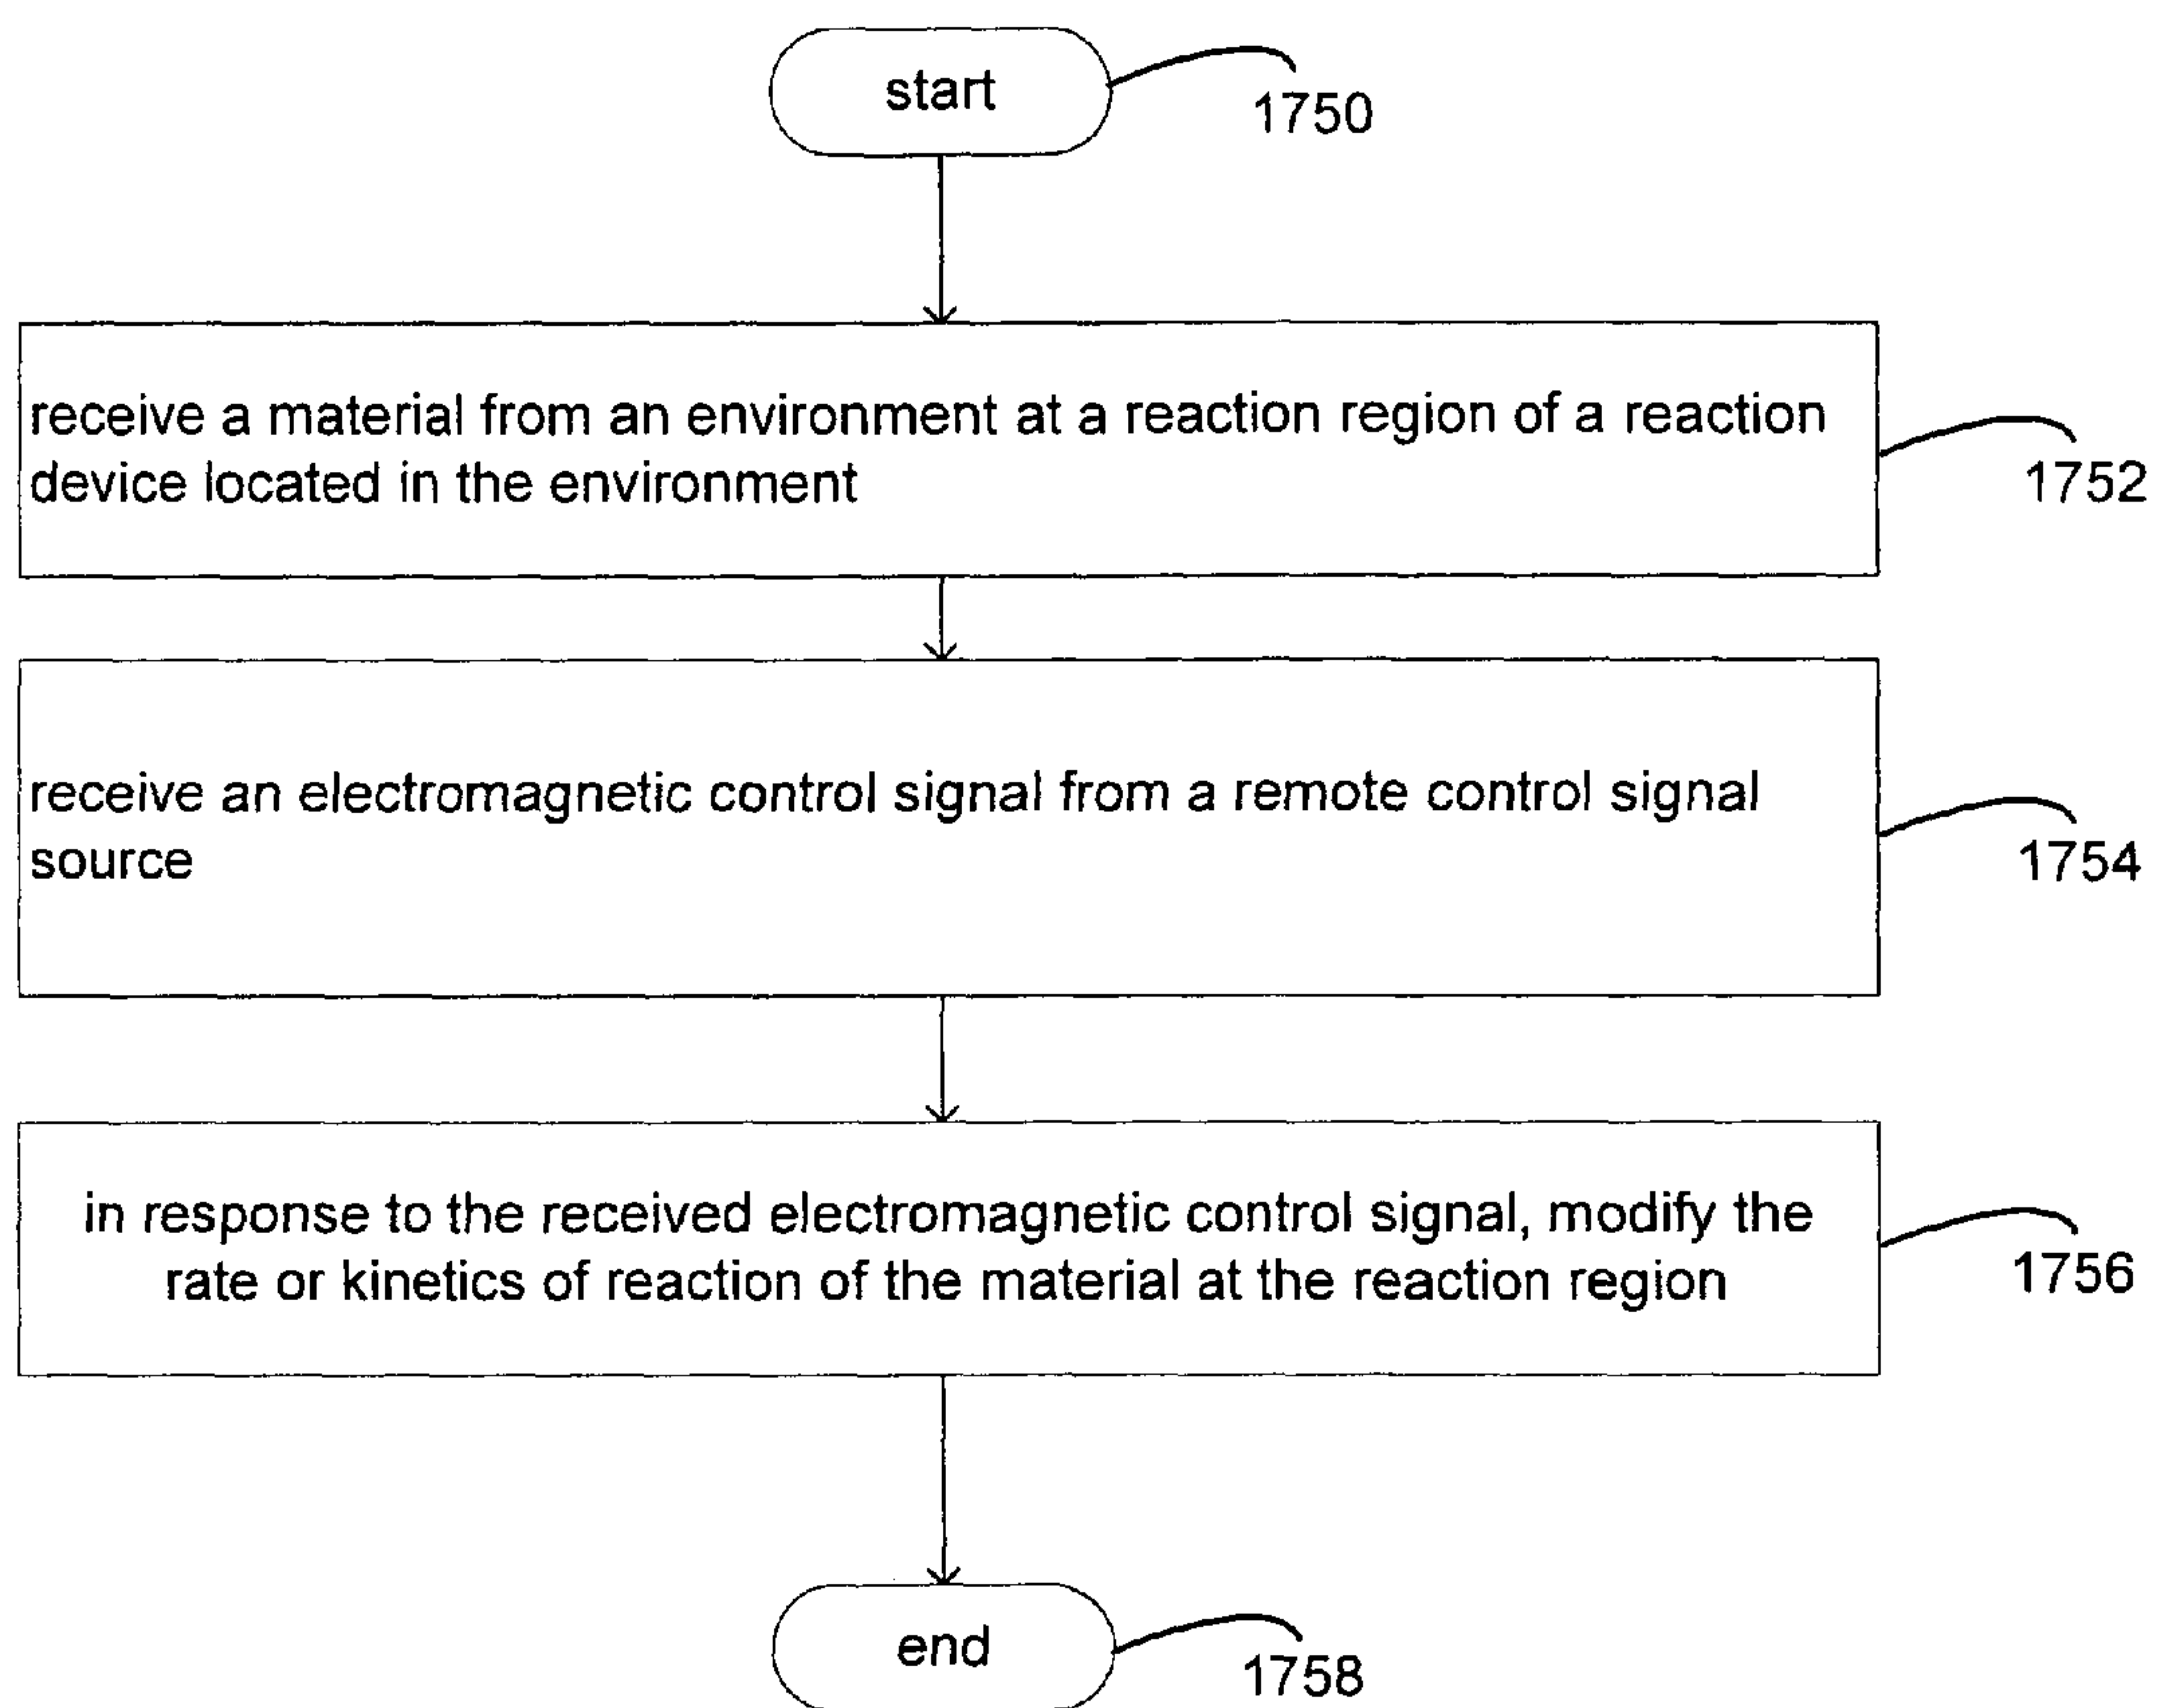 start
1750
receive a material from an environment at a reaction region of a reaction
device located in the environment
1752
receive an electromagnetic control signal from a remote control signal
source
1754
in response to the received electromagnetic control signal, modify the
rate or kinetics of reaction of the material at the reaction region
1756
end
1758